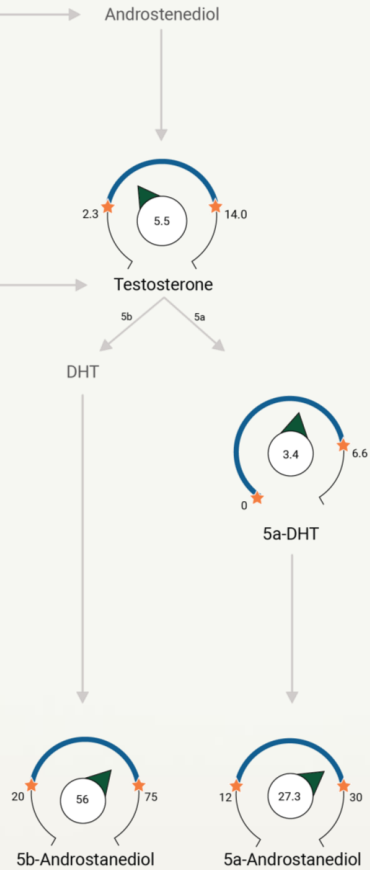 Androstenediol
5.5
2.3
14.0
Testosterone
5b
5a
DHT
3.4
6.6
0
5a-DHT
56
20
75
5b-Androstanediol
27.3
12
30
5a-Androstanediol